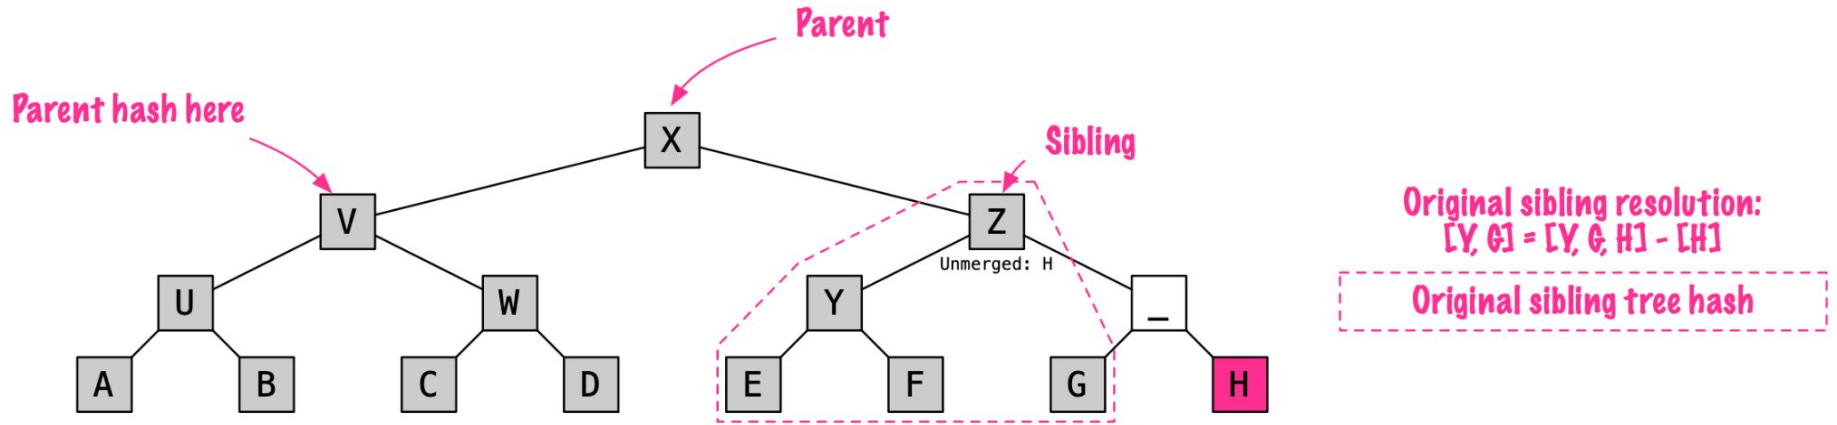 Parent
Parent hash here
X
Sibling
V
Z
Original sibling resolution:
[Y, G] = [Y, G, H] - [H]
Unmerged: H
U
W
Y
_
Original sibling tree hash
A
B
C
D
E
F
G
H